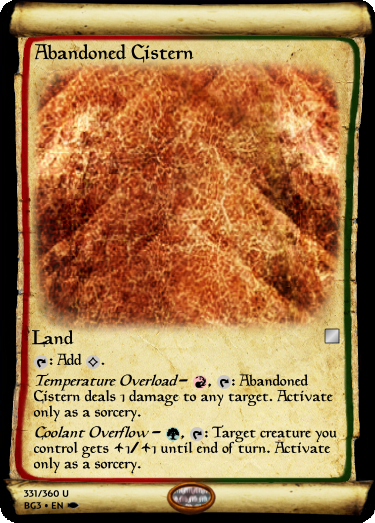 Abandoned Cistern
Land
: Add .
Temperature Overload– , : Abandoned
Cistern deals 1 damage to any target. Activate
only as a sorcery.
Coolant Overflow – , : Target creature you
control gets +1/+1 until end of turn. Activate
only as a sorcery.
331/360 U
BG3 • EN